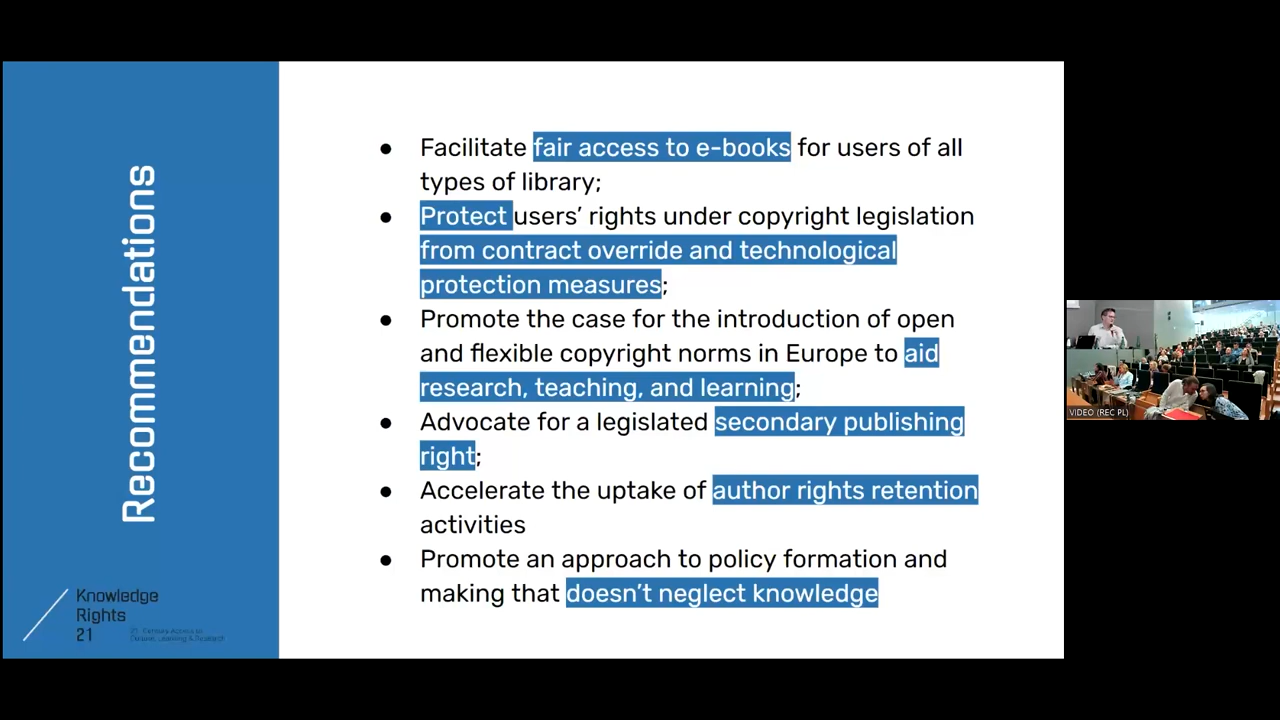 Recommendations
● Facilitate fair access to e-books for users of all
types of library;
● Protect users’ rights under copyright legislation
from contract override and technological
protection measures;
● Promote the case for the introduction of open
and flexible copyright norms in Europe to aid
research, teaching, and learning;
● Advocate for a legislated secondary publishing
right;
● Accelerate the uptake of author rights retention
activities
● Promote an approach to policy formation and
making that doesn’t neglect knowledge
Knowledge
Rights
21
Culture, Learning & Research
VIDEO (REC PL)